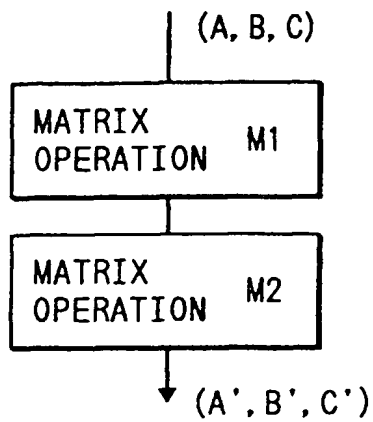 (A, B, C)
MATRIX
OPERATION M1
MATRIX
OPERATION M2
(A', B', C')